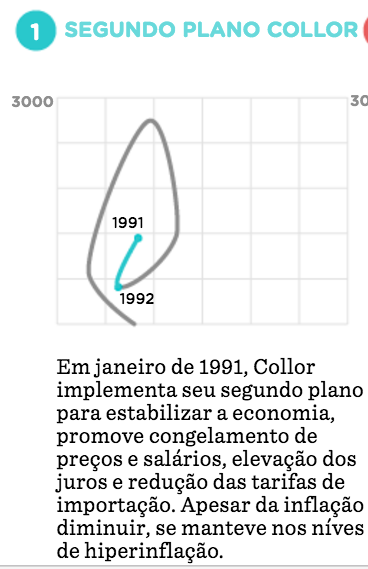 1 SEGUNDO PLANO COLLOR
3000
30
1991
1992
Em janeiro de 1991, Collor
implementa seu segundo plano
para estabilizar a economia,
promove congelamento de
preços e salários, elevação dos
juros e redução das tarifas de
importação. Apesar da inflação
diminuir, se manteve nos níves
de hiperinflação.